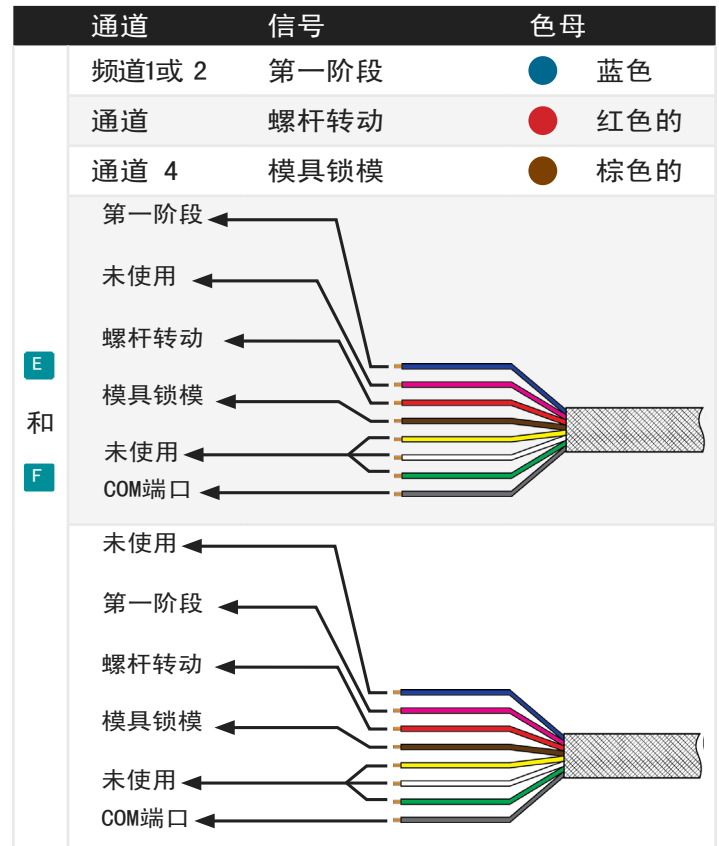 通道 信号 色母
频道1或 2 第一阶段 蓝色
通道 螺杆转动 红色的
通道 4 模具锁模 棕色的
第一阶段
未使用
螺杆转动
E
模具锁模
和
未使用
F
COM端口
未使用
第一阶段
螺杆转动
模具锁模
未使用
COM端口